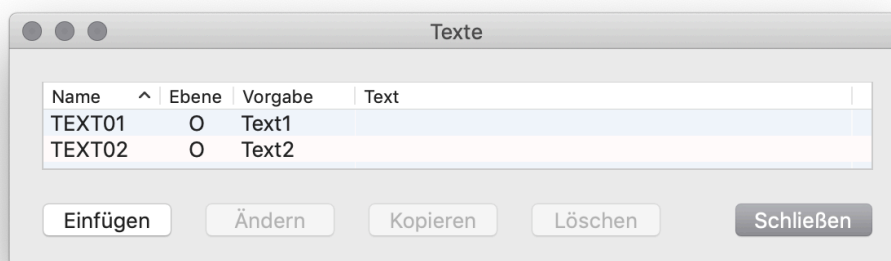 Texte
Name Ebene Vorgabe Text
TEXT01 O Text1
TEXT02 O Text2
Einfügen Ändern Kopieren Löschen Schließen